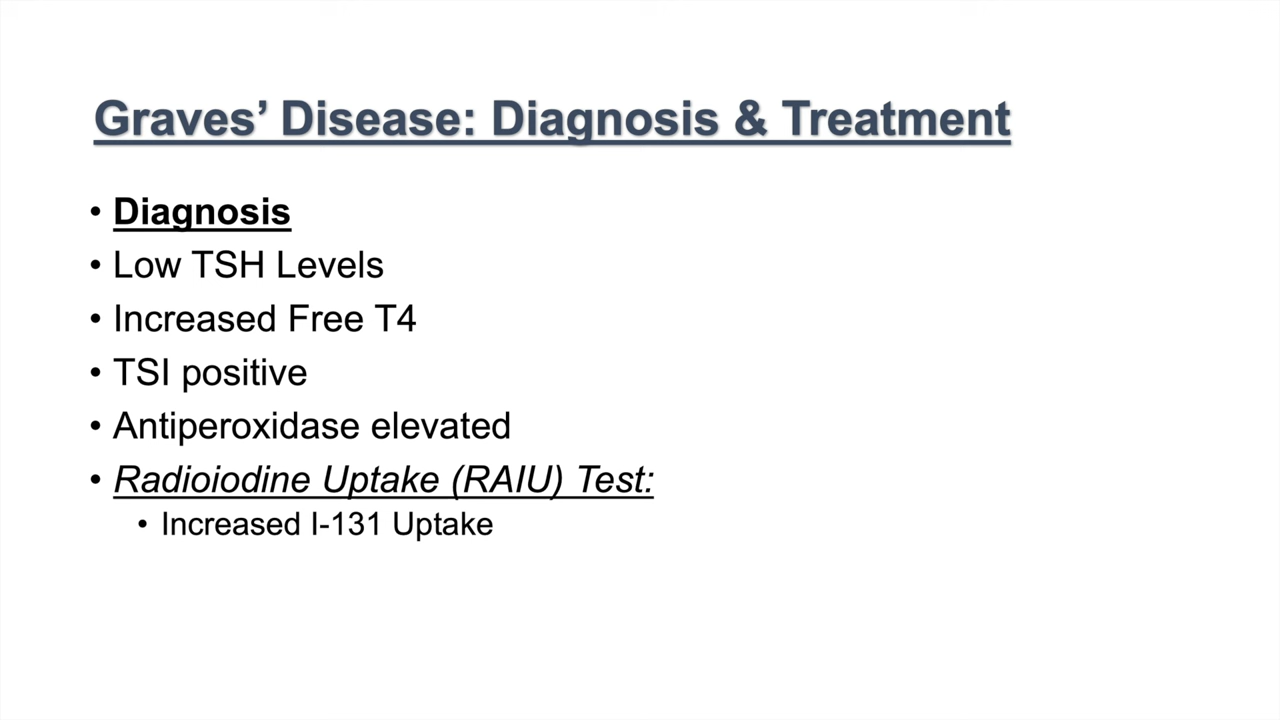 Graves’ Disease: Diagnosis & Treatment
• Diagnosis
• Low TSH Levels
• Increased Free T4
• TSI positive
• Antiperoxidase elevated
• Radioiodine Uptake (RAIU) Test:
• Increased I-131 Uptake